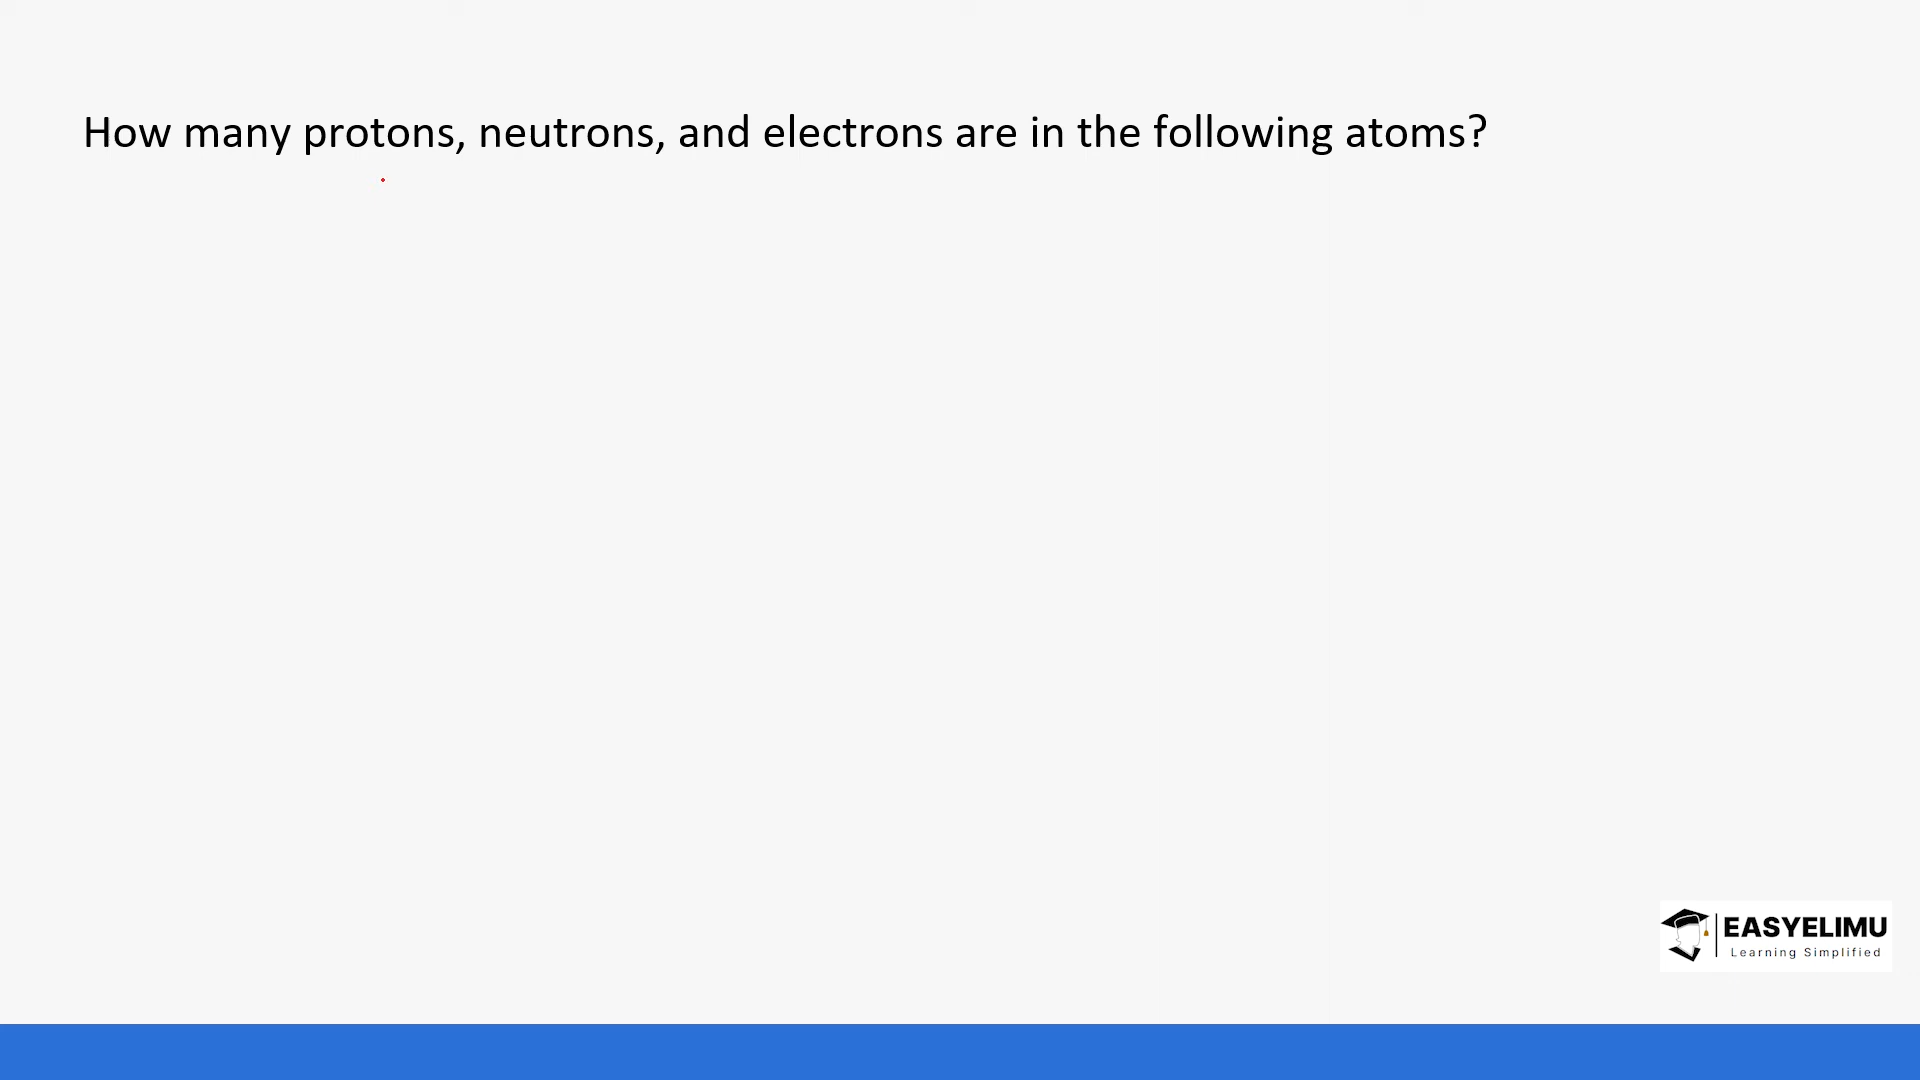 How many protons, neutrons, and electrons are in the following atoms?
EASYELIMU
Learning Simplified